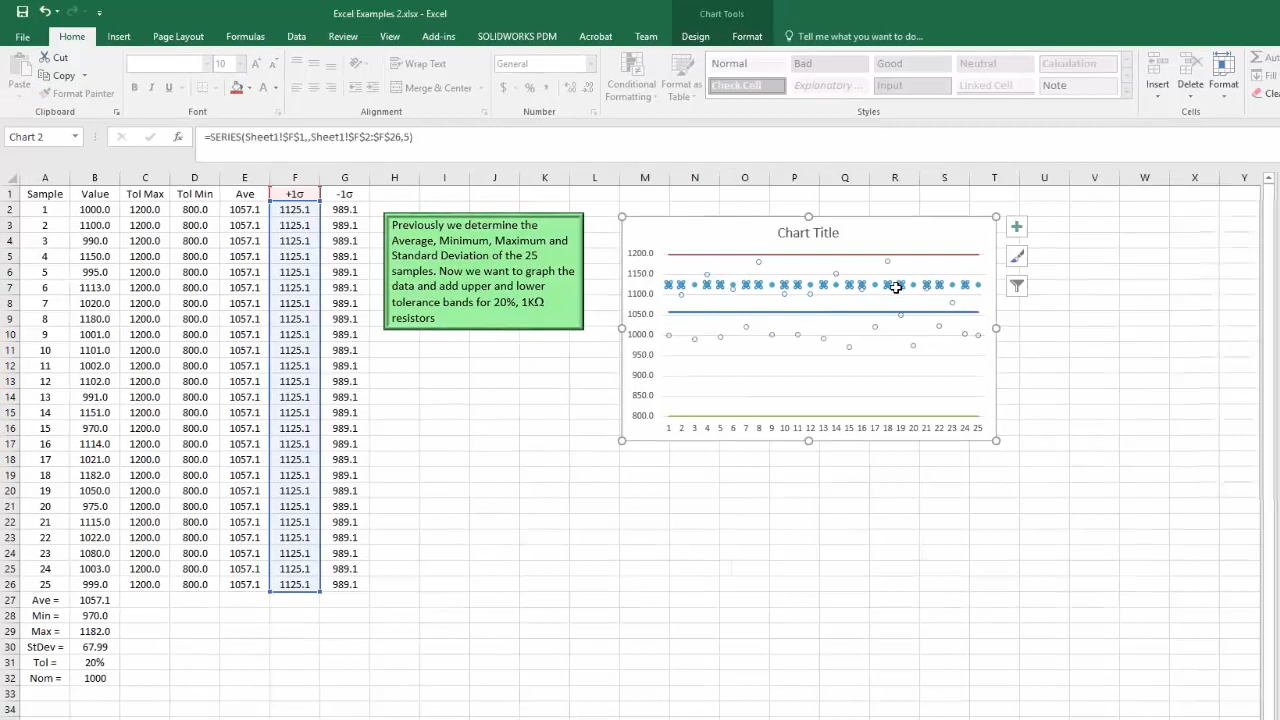 Excel Examples 2.xlsx - Excel
Chart Tools
File Home Insert Page Layout Formulas Data Review View Add-ins SOLIDWORKS PDM Acrobat Team Design Format Tell me what you want to do...
Paste Cut Copy Format Painter
10 A A
B I U A
Wrap Text
Merge & Center
General
$ % ,
Conditional Formatting Format as Table
Normal Bad Good Neutral Calculation
Check Cell Explanatory ... Input Linked Cell Note
Insert Delete Format
Fill
Clipboard Font Alignment Number Styles Cells
Chart 2 fx =SERIES(Sheet1!$F$1,,Sheet1!$F$2:$F$26,5)
A B C D E F G H I J K L M N O P Q R S T U V W X Y
1 Sample Value Tol Max Tol Min Ave +1σ -1σ
2 1 1000.0 1200.0 800.0 1057.1 1125.1 989.1
3 2 1100.0 1200.0 800.0 1057.1 1125.1 989.1
4 3 990.0 1200.0 800.0 1057.1 1125.1 989.1
5 4 1150.0 1200.0 800.0 1057.1 1125.1 989.1
6 5 995.0 1200.0 800.0 1057.1 1125.1 989.1
7 6 1113.0 1200.0 800.0 1057.1 1125.1 989.1
8 7 1020.0 1200.0 800.0 1057.1 1125.1 989.1
9 8 1180.0 1200.0 800.0 1057.1 1125.1 989.1
10 9 1001.0 1200.0 800.0 1057.1 1125.1 989.1
11 10 1101.0 1200.0 800.0 1057.1 1125.1 989.1
12 11 1002.0 1200.0 800.0 1057.1 1125.1 989.1
13 12 1102.0 1200.0 800.0 1057.1 1125.1 989.1
14 13 991.0 1200.0 800.0 1057.1 1125.1 989.1
15 14 1151.0 1200.0 800.0 1057.1 1125.1 989.1
16 15 970.0 1200.0 800.0 1057.1 1125.1 989.1
17 16 1114.0 1200.0 800.0 1057.1 1125.1 989.1
18 17 1021.0 1200.0 800.0 1057.1 1125.1 989.1
19 18 1182.0 1200.0 800.0 1057.1 1125.1 989.1
20 19 1050.0 1200.0 800.0 1057.1 1125.1 989.1
21 20 975.0 1200.0 800.0 1057.1 1125.1 989.1
22 21 1115.0 1200.0 800.0 1057.1 1125.1 989.1
23 22 1022.0 1200.0 800.0 1057.1 1125.1 989.1
24 23 1080.0 1200.0 800.0 1057.1 1125.1 989.1
25 24 1003.0 1200.0 800.0 1057.1 1125.1 989.1
26 25 999.0 1200.0 800.0 1057.1 1125.1 989.1
27 Ave = 1057.1
28 Min = 970.0
29 Max = 1182.0
30 StDev = 67.99
31 Tol = 20%
32 Nom = 1000
33
34
Previously we determine the
Average, Minimum, Maximum and
Standard Deviation of the 25
samples. Now we want to graph the
data and add upper and lower
tolerance bands for 20%, 1KΩ
resistors
Chart Title
1200.0
1150.0
1100.0
1050.0
1000.0
950.0
900.0
850.0
800.0
1 2 3 4 5 6 7 8 9 10 11 12 13 14 15 16 17 18 19 20 21 22 23 24 25